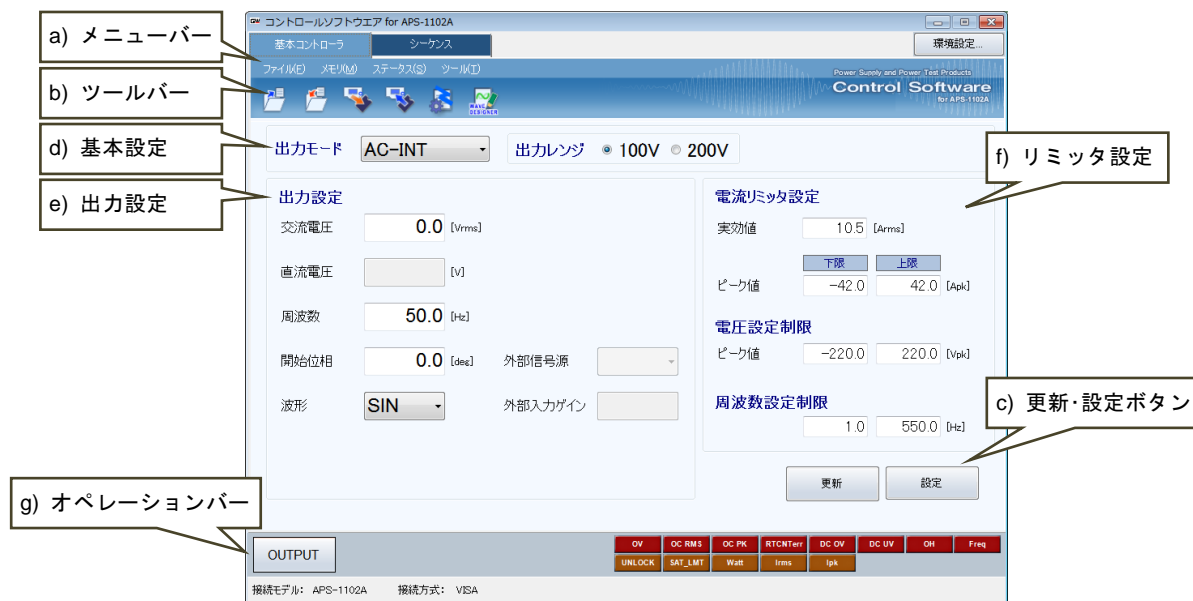 a) メニューバー
b) ツールバー
d) 基本設定
e) 出力設定
g) オペレーションバー
f) リミッタ設定
c) 更新・設定ボタン
GW コントロールソフトウエア for APS-1102A
基本コントローラ シーケンス 環境設定...
ファイル(F) メモリ(M) ステータス(S) ツール(T)
Power Supply and Power Test Products
Control Software
for APS-1102A
WAVE DESIGNER
出力モード AC-INT 出力レンジ 100V 200V
出力設定
交流電圧 0.0 [Vrms]
直流電圧 [V]
周波数 50.0 [Hz]
開始位相 0.0 [deg] 外部信号源
波形 SIN 外部入力ゲイン
電流リミッタ設定
実効値 10.5 [Arms]
下限 上限
ピーク値 -42.0 42.0 [Apk]
電圧設定制限
ピーク値 -220.0 220.0 [Vpk]
周波数設定制限
1.0 550.0 [Hz]
更新 設定
OUTPUT
OV OC RMS OC PK RTCNTerr DC OV DC UV OH Freq
UNLOCK SAT_LMT Watt Irms Ipk
接続モデル: APS-1102A 接続方式: VISA